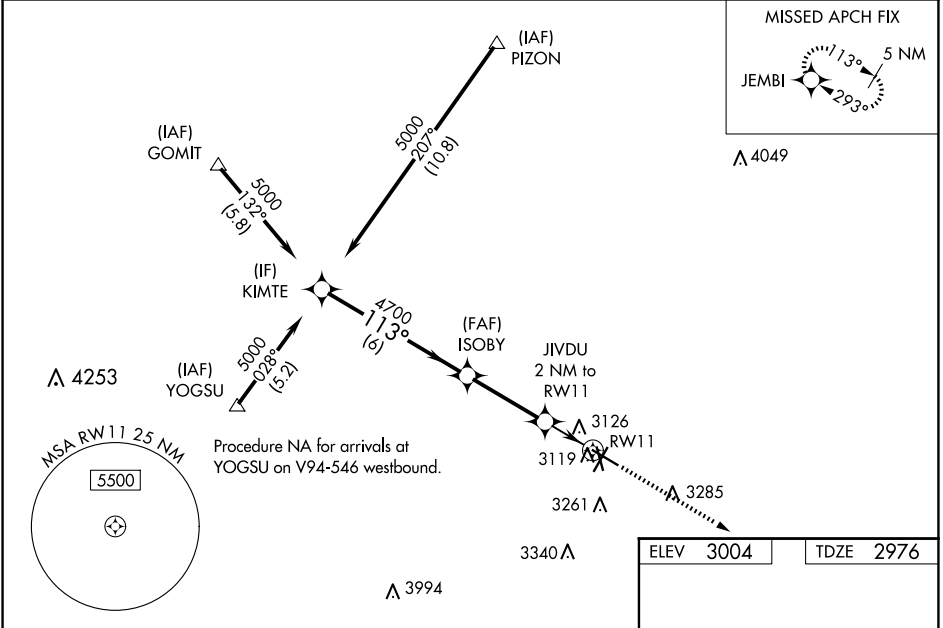 MISSED APCH FIX
113°
5 NM
JEMBI
293°
(IAF)
PIZON
5000
207°
(10.8)
4049
(IAF)
GOMIT
5000
132°
(5.8)
(IF)
KIMTE
4700
113°
(6)
(FAF)
ISOBY
JIVDU
2 NM to
RW11
5000
028°
(5.2)
(IAF)
YOGSU
4253
3126
RW11
3119
MSA RW11 25 NM
5500
Procedure NA for arrivals at
YOGSU on V94-546 westbound.
3285
3261
3340
3994
ELEV 3004
TDZE 2976